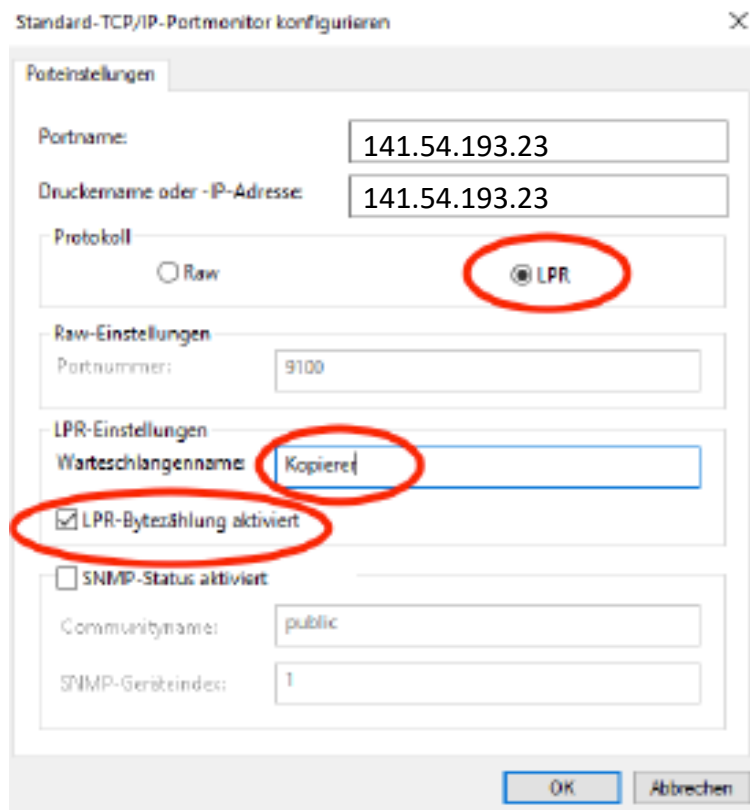 Standard-TCP/IP-Portmonitor konfigurieren
Porteinstellungen
Portname: 141.54.193.23
Druckername oder -IP-Adresse: 141.54.193.23
Protokoll
Raw LPR
Raw-Einstellungen
Portnummer: 9100
LPR-Einstellungen
Warteschlangenname: Kopierer
LPR-Bytezählung aktiviert
SNMP-Status aktiviert
Communityname: public
SNMP-Geräteindex: 1
OK Abbrechen